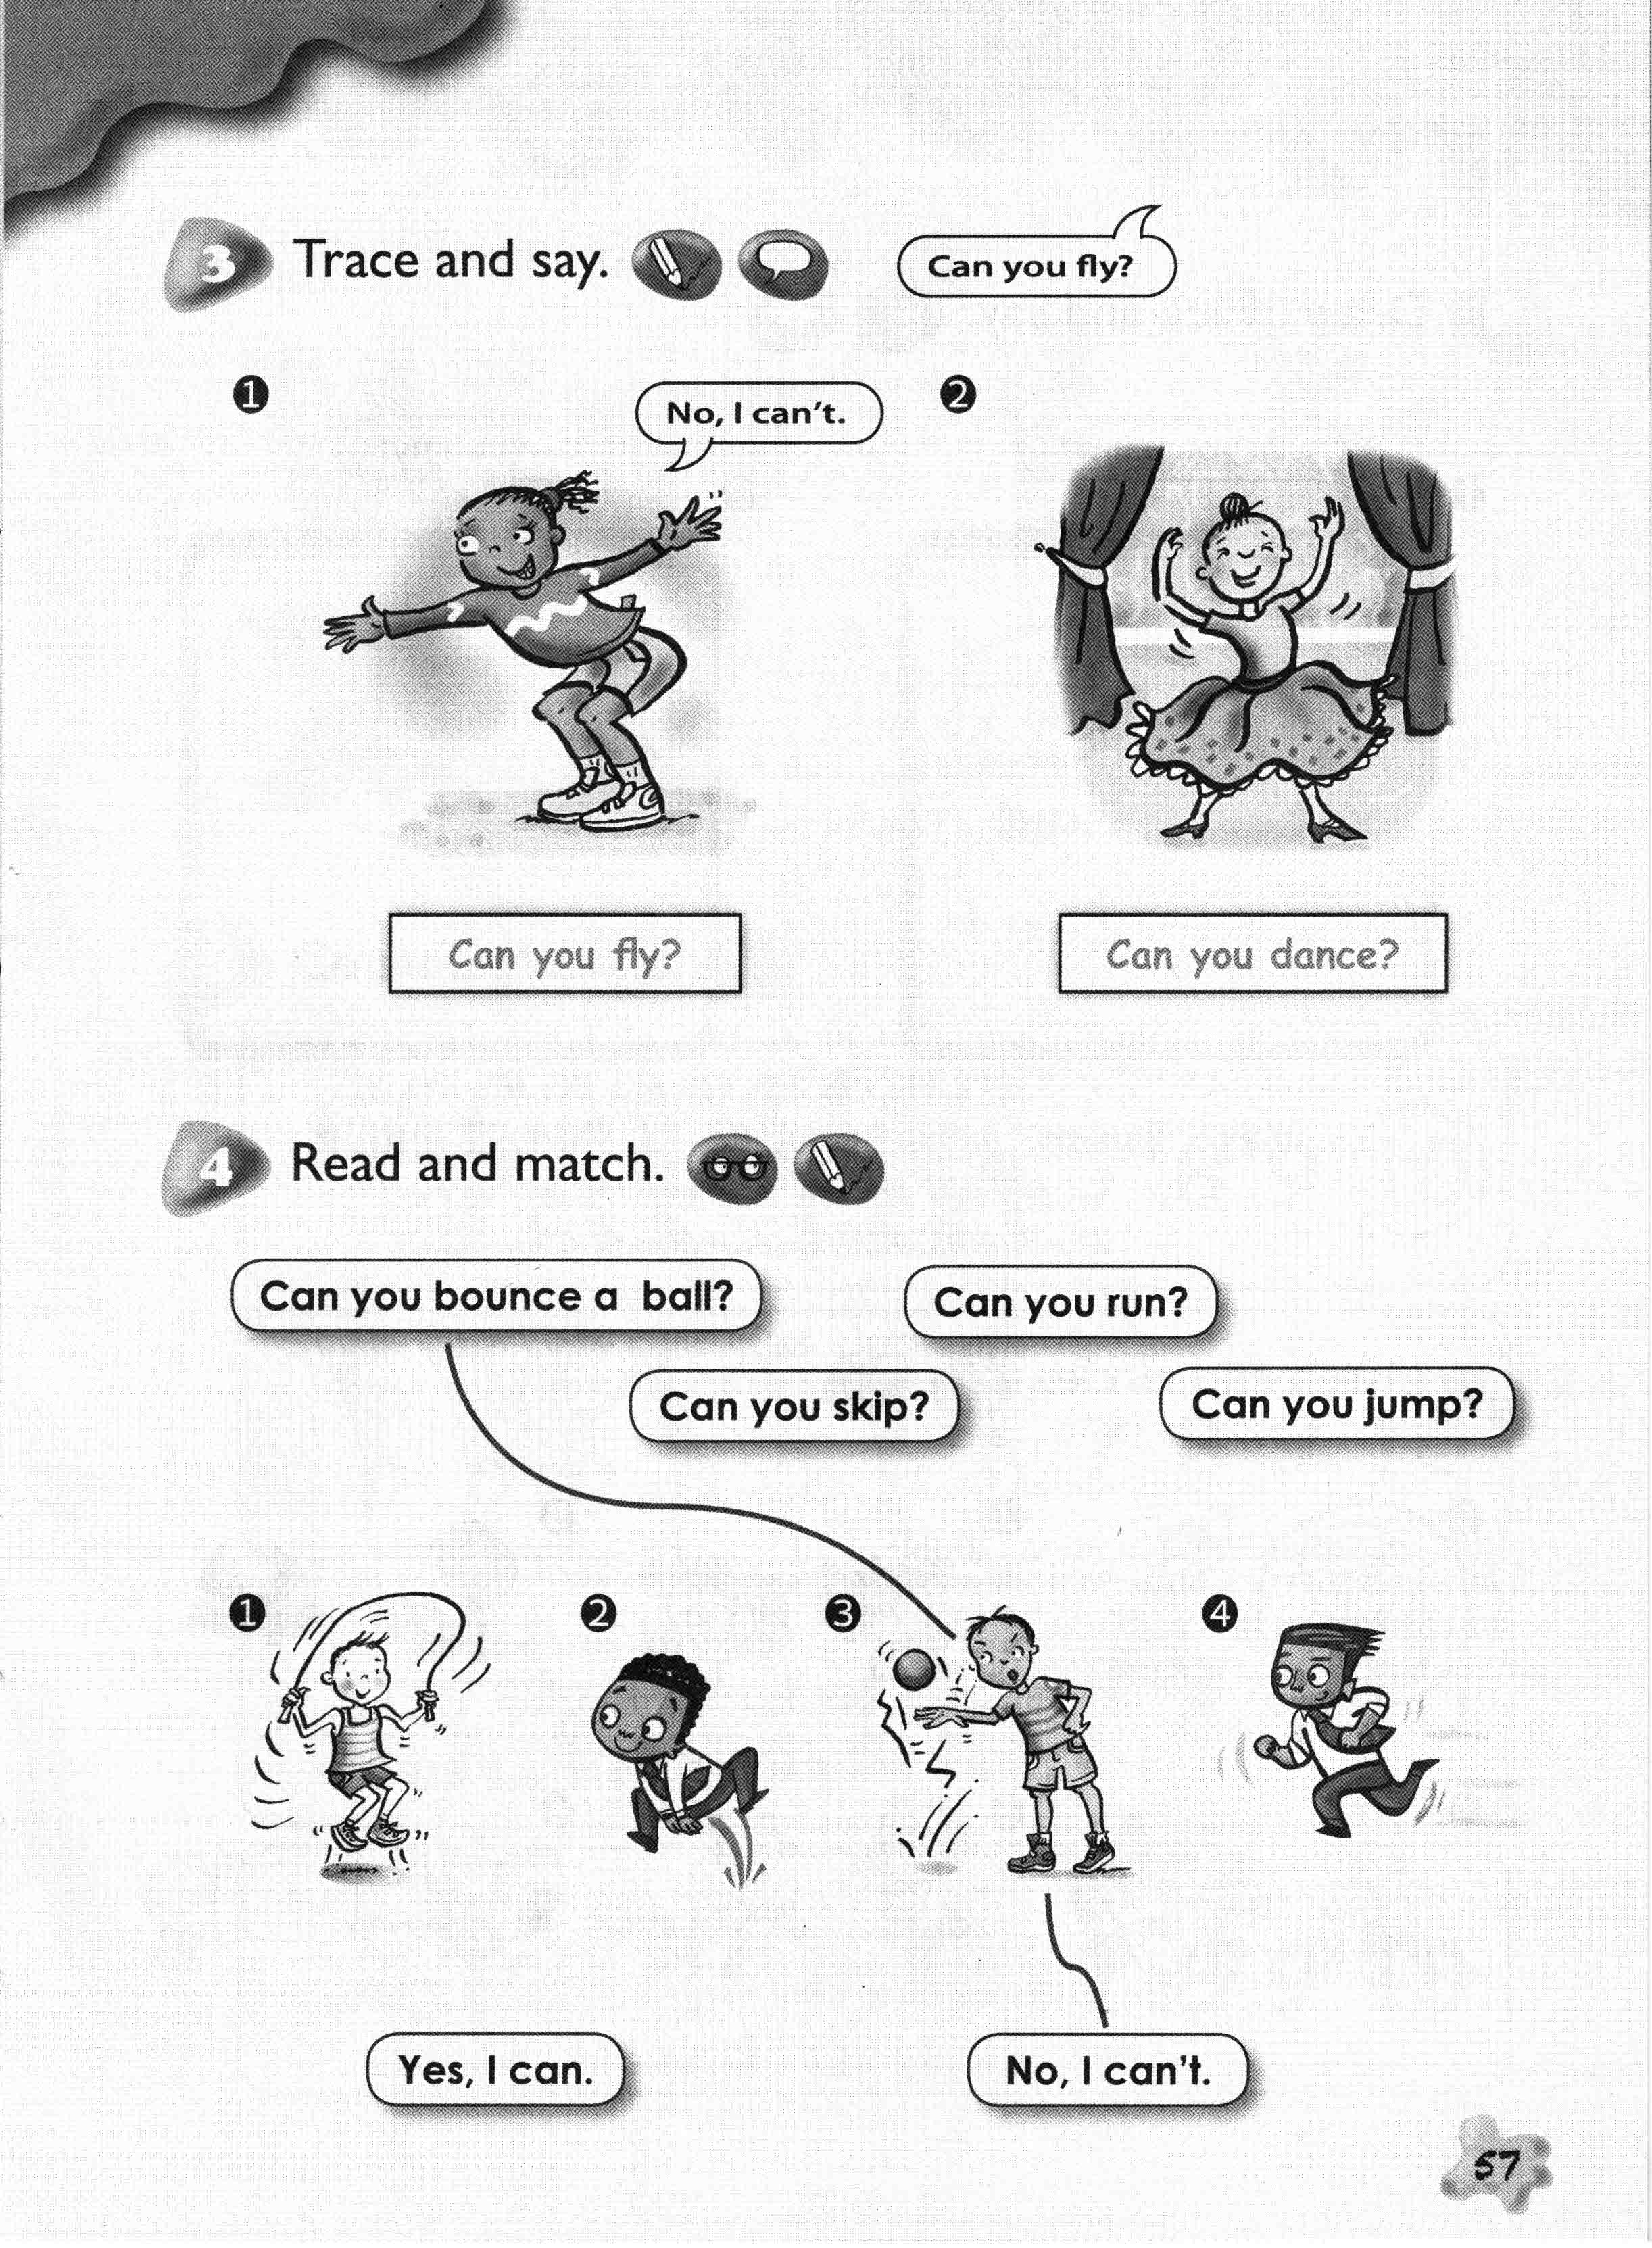 3 Trace and say.
Can you fly?
1
No, I can't.
2
Can you fly?
Can you dance?
4 Read and match.
Can you bounce a ball?
Can you run?
Can you skip?
Can you jump?
1
2
3
4
Yes, I can.
No, I can't.
57